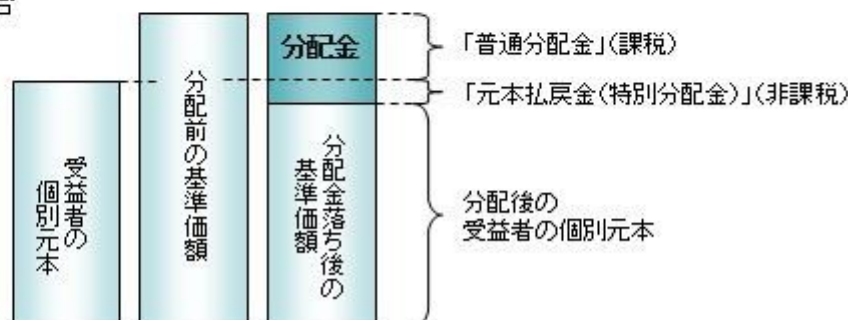 分配金
「普通分配金」(課税)
「元本払戻金(特別分配金)」(非課税)
受益者の
個別元本
分配前の基準価額
分配金落ち後の
基準価額
分配後の
受益者の個別元本